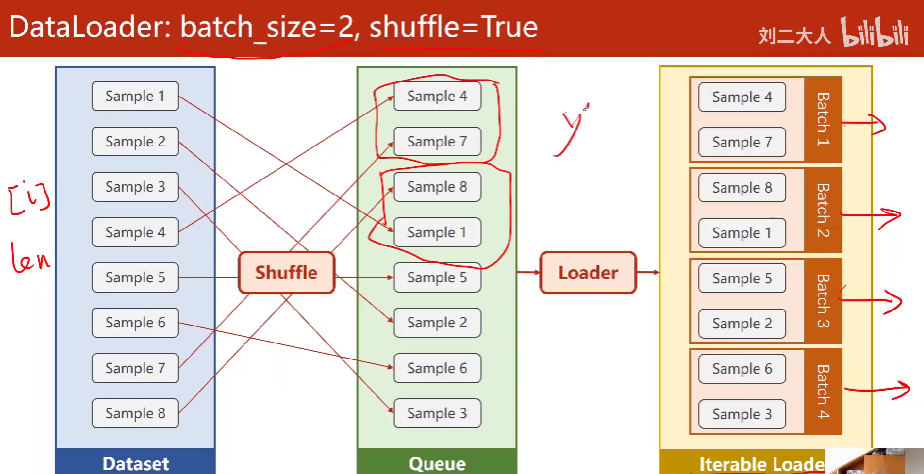 DataLoader: batch_size=2, shuffle=True
刘二大人 bilibili
[i]
len
Sample 1
Sample 2
Sample 3
Sample 4
Sample 5
Sample 6
Sample 7
Sample 8
Dataset
Shuffle
Sample 4
Sample 7
Sample 8
Sample 1
Sample 5
Sample 2
Sample 6
Sample 3
Queue
y
Loader
Sample 4
Sample 7
Batch 1
Sample 8
Sample 1
Batch 2
Sample 5
Sample 2
Batch 3
Sample 6
Sample 3
Batch 4
Iterable Loade